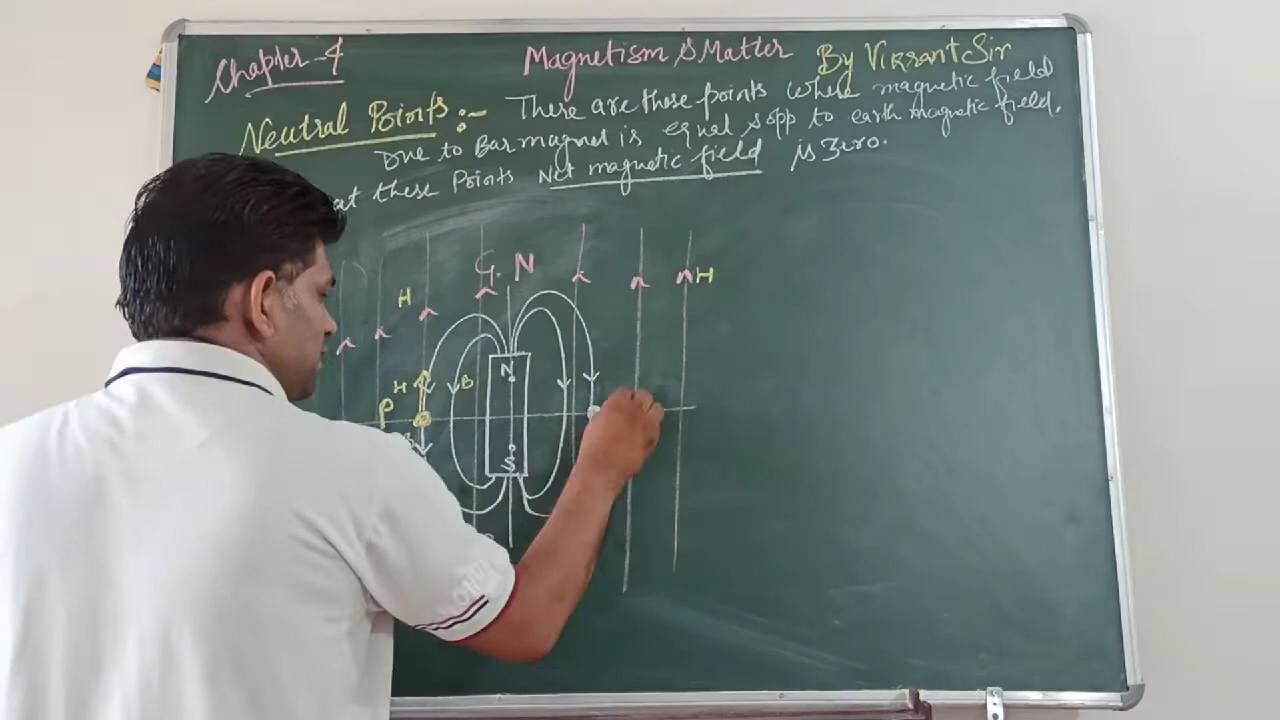 Chapter-4 Magnetism & Matter By Vikrant Sir
Neutral Points:- There are those points where magnetic field
Due to Bar magnet is equal & opp to earth magnetic field.
at these Points Net magnetic field is Zero.
G. N
H
H
N
H B
P
S